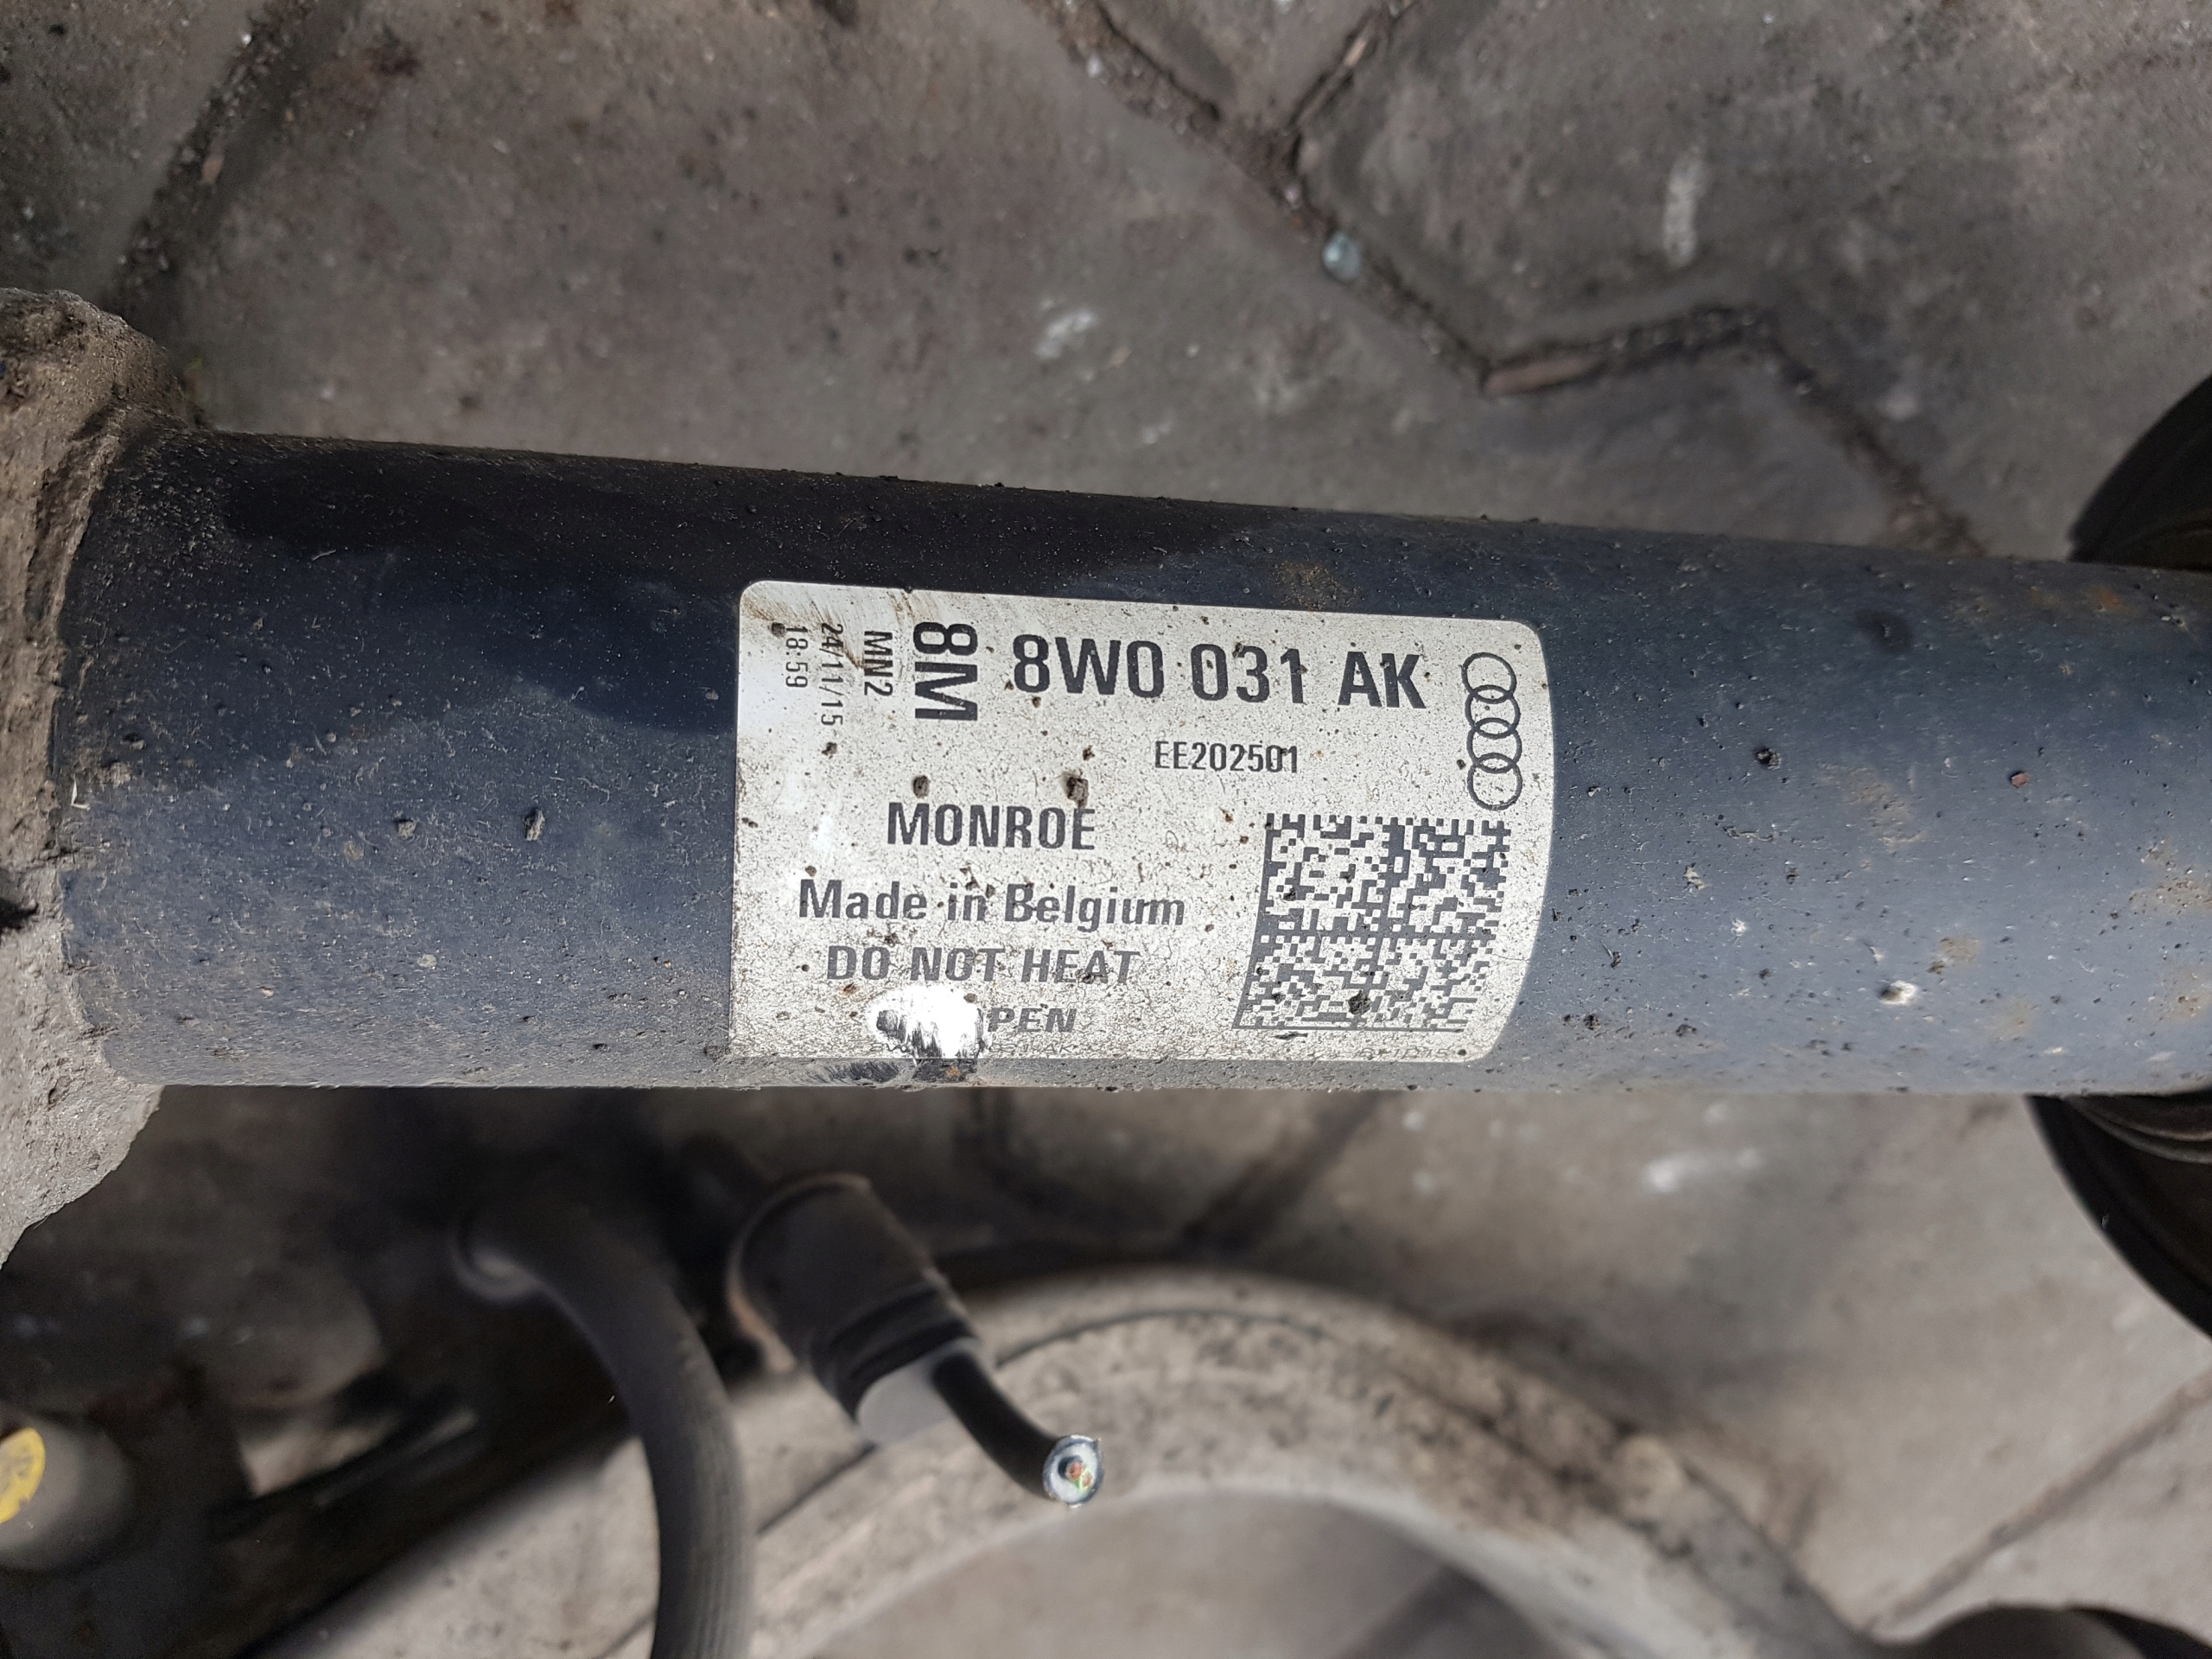 8W0 031 AK
8M
MN2
24/11/15
18:59
EE202501
MONROE
Made in Belgium
DO NOT HEAT